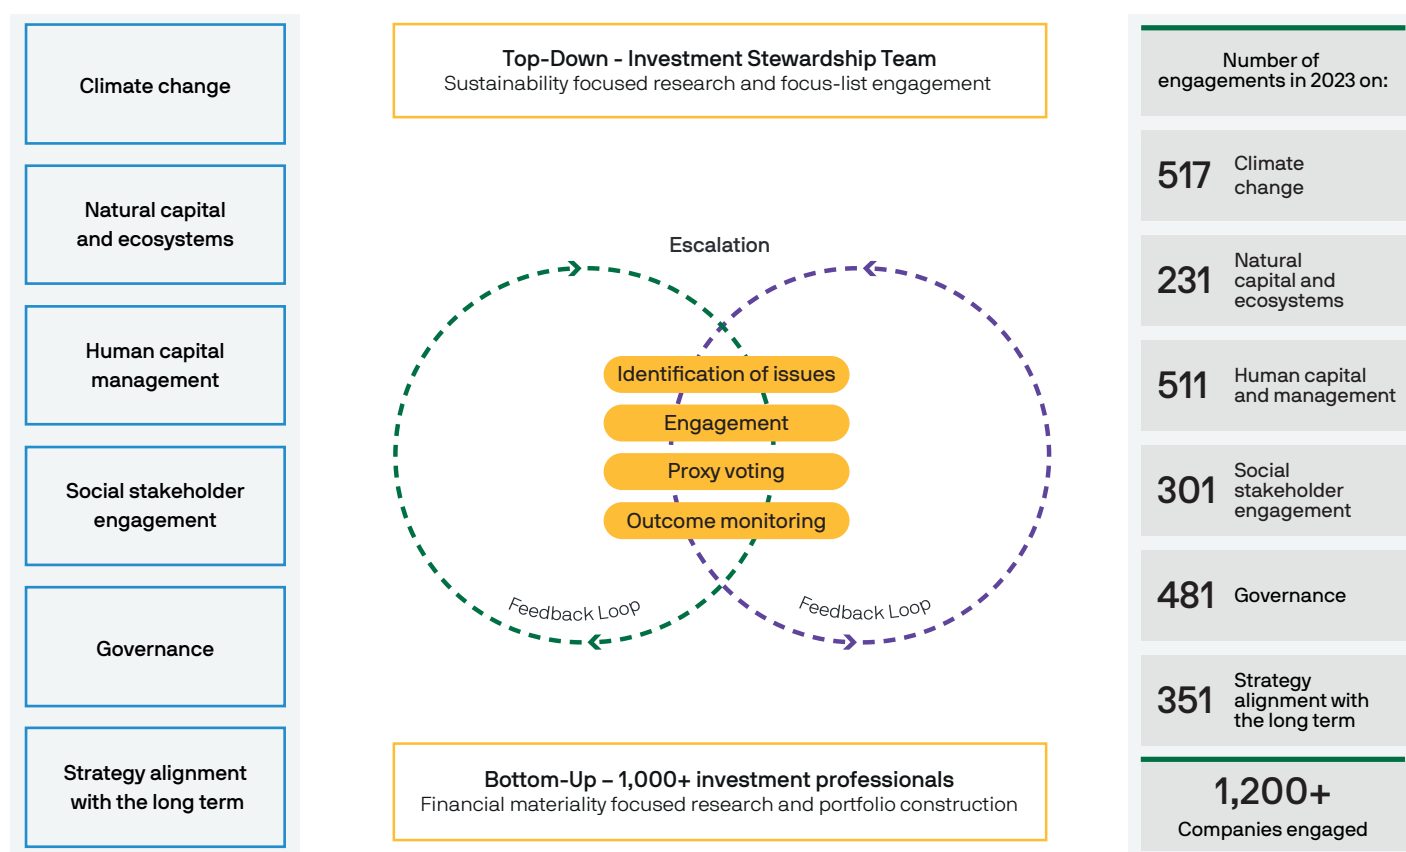 Climate change
Natural capital
and ecosystems
Human capital
management
Social stakeholder
engagement
Governance
Strategy alignment
with the long term
Top-Down - Investment Stewardship Team
Sustainability focused research and focus-list engagement
Escalation
Identification of issues
Engagement
Proxy voting
Outcome monitoring
Feedback Loop
Feedback Loop
Bottom-Up – 1,000+ investment professionals
Financial materiality focused research and portfolio construction
Number of
engagements in 2023 on:
517
Climate
change
231
Natural
capital and
ecosystems
511
Human capital
and management
301
Social
stakeholder
engagement
481
Governance
351
Strategy
alignment with
the long term
1,200+
Companies engaged